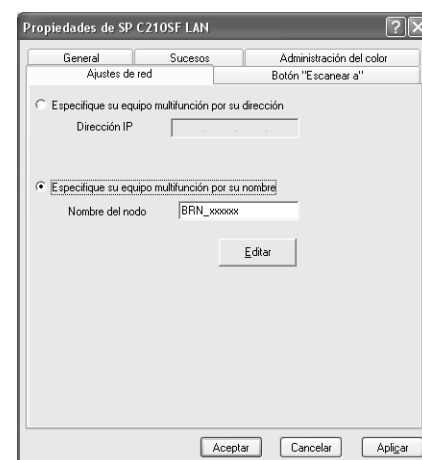 Propiedades de SP C210SF LAN
General Sucesos Administración del color
Ajustes de red Botón "Escanear a"
Especifique su equipo multifunción por su dirección
Dirección IP . . .
Especifique su equipo multifunción por su nombre
Nombre del nodo BRN_xxxxxx
Editar
Aceptar Cancelar Aplicar